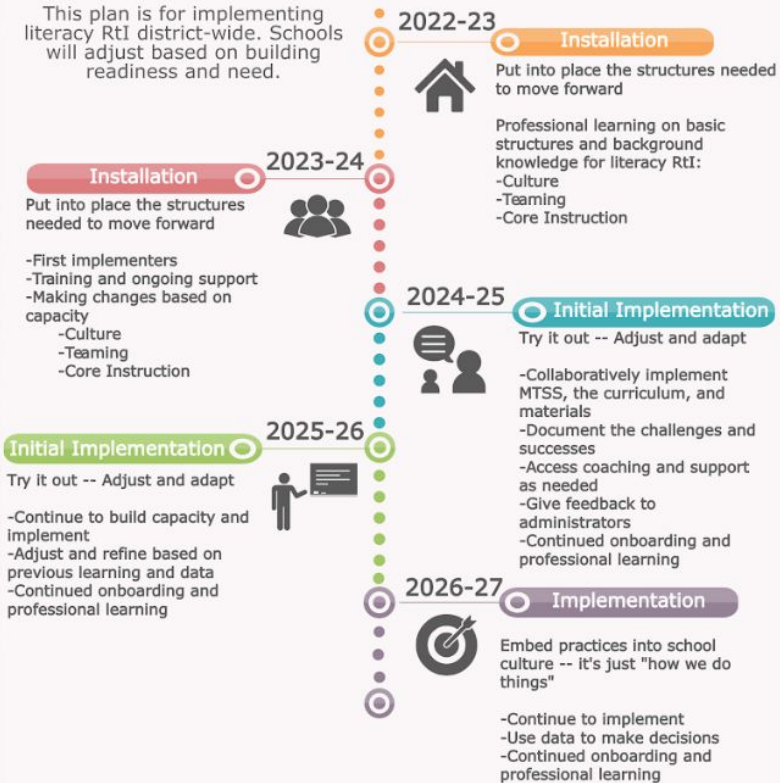 This plan is for implementing
literacy RtI district-wide. Schools
will adjust based on building
readiness and need.
2022-23
Installation
Put into place the structures needed
to move forward
Professional learning on basic
structures and background
knowledge for literacy RtI:
-Culture
-Teaming
-Core Instruction
2023-24
Installation
Put into place the structures
needed to move forward
-First implementers
-Training and ongoing support
-Making changes based on
capacity
-Culture
-Teaming
-Core Instruction
2024-25
Initial Implementation
Try it out -- Adjust and adapt
-Collaboratively implement
MTSS, the curriculum, and
materials
-Document the challenges and
successes
-Access coaching and support
as needed
-Give feedback to
administrators
-Continued onboarding and
professional learning
2025-26
Initial Implementation
Try it out -- Adjust and adapt
-Continue to build capacity and
implement
-Adjust and refine based on
previous learning and data
-Continued onboarding and
professional learning
2026-27
Implementation
Embed practices into school
culture -- it's just "how we do
things"
-Continue to implement
-Use data to make decisions
-Continued onboarding and
professional learning